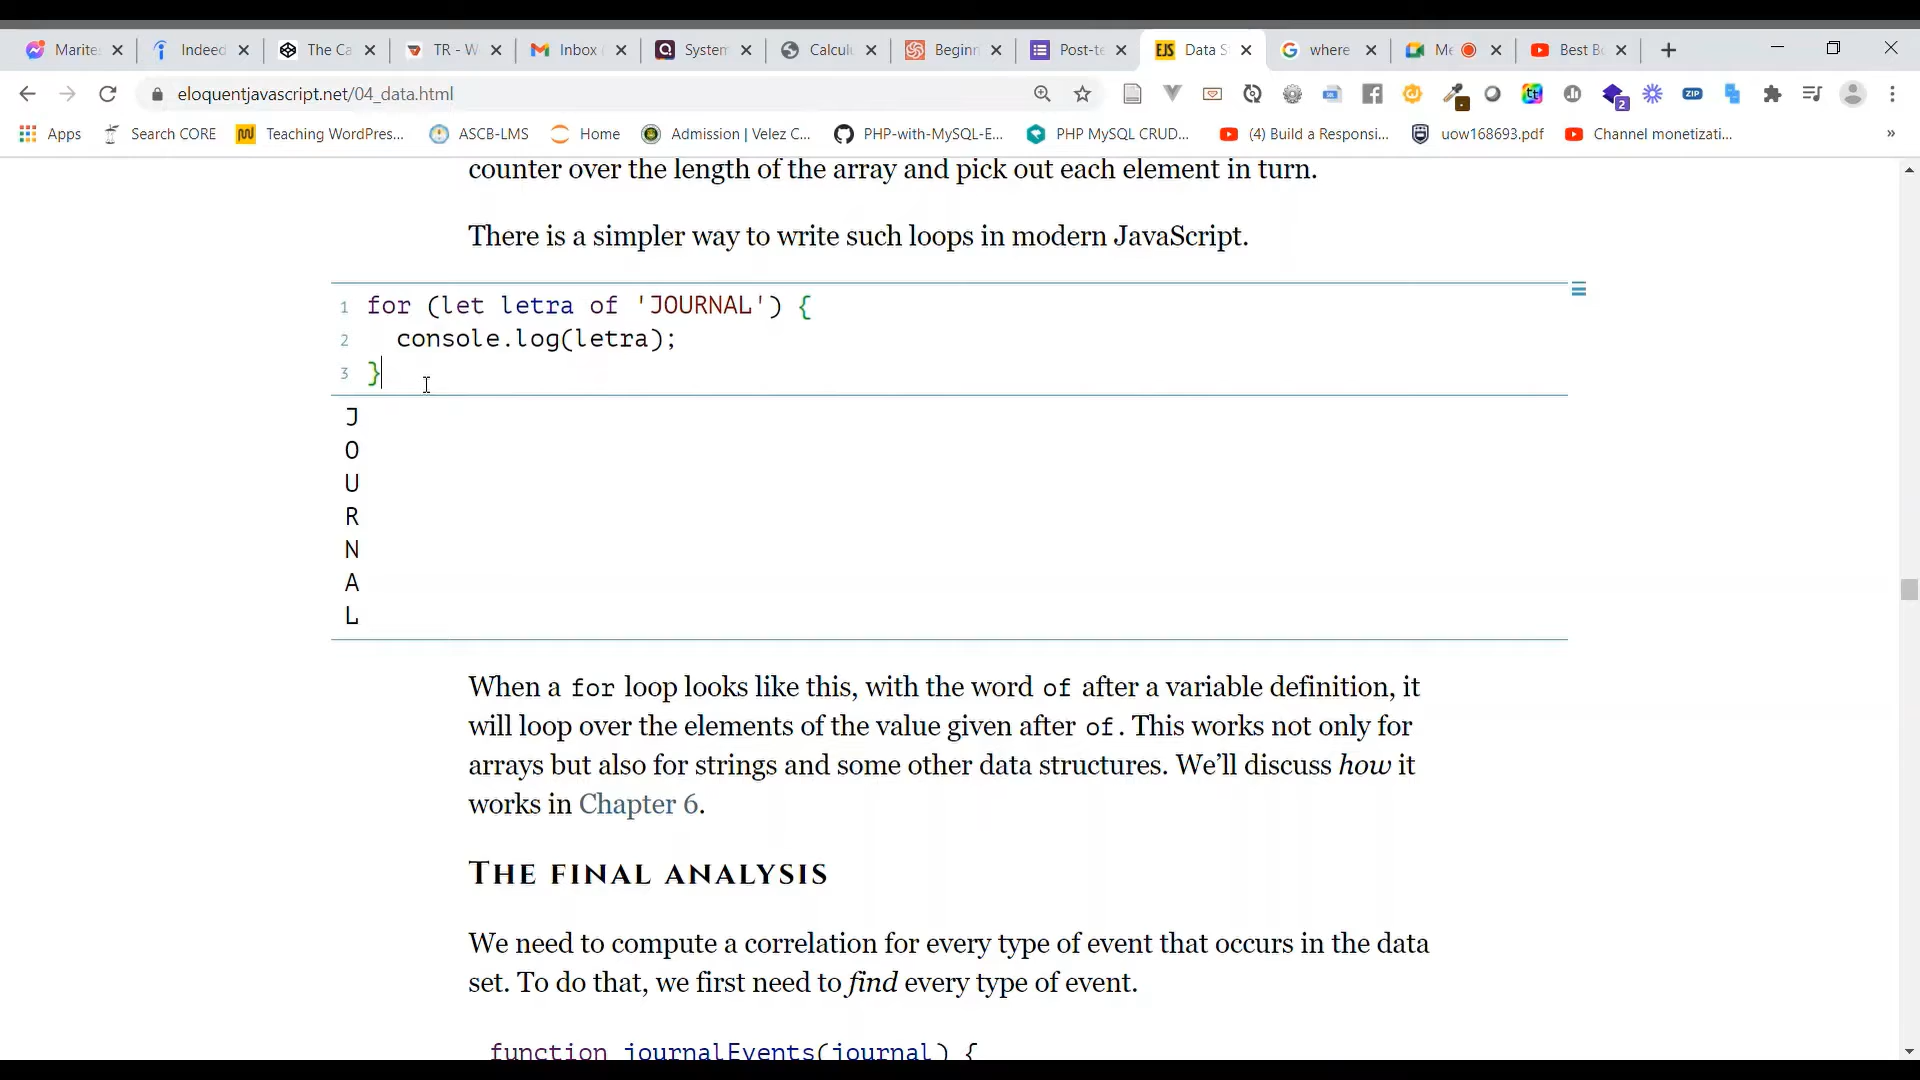 Marite
Indeed
The Ca
TR - W
Inbox
System
Calcul
Beginn
Post-te
EJS
Data S
where
Me
Best Bo
eloquentjavascript.net/04_data.html
tt
2
ZIP
Apps
Search CORE
Teaching WordPres...
ASCB-LMS
Home
Admission | Velez C...
PHP-with-MySQL-E...
PHP MySQL CRUD...
(4) Build a Responsi...
uow168693.pdf
Channel monetizati...
»
counter over the length of the array and pick out each element in turn.
There is a simpler way to write such loops in modern JavaScript.
1 for (let letra of 'JOURNAL') {
2 console.log(letra);
3 }
J
O
U
R
N
A
L
When a for loop looks like this, with the word of after a variable definition, it
will loop over the elements of the value given after of. This works not only for
arrays but also for strings and some other data structures. We’ll discuss how it
works in Chapter 6.
The final analysis
We need to compute a correlation for every type of event that occurs in the data
set. To do that, we first need to find every type of event.
function journalEvents(journal) {